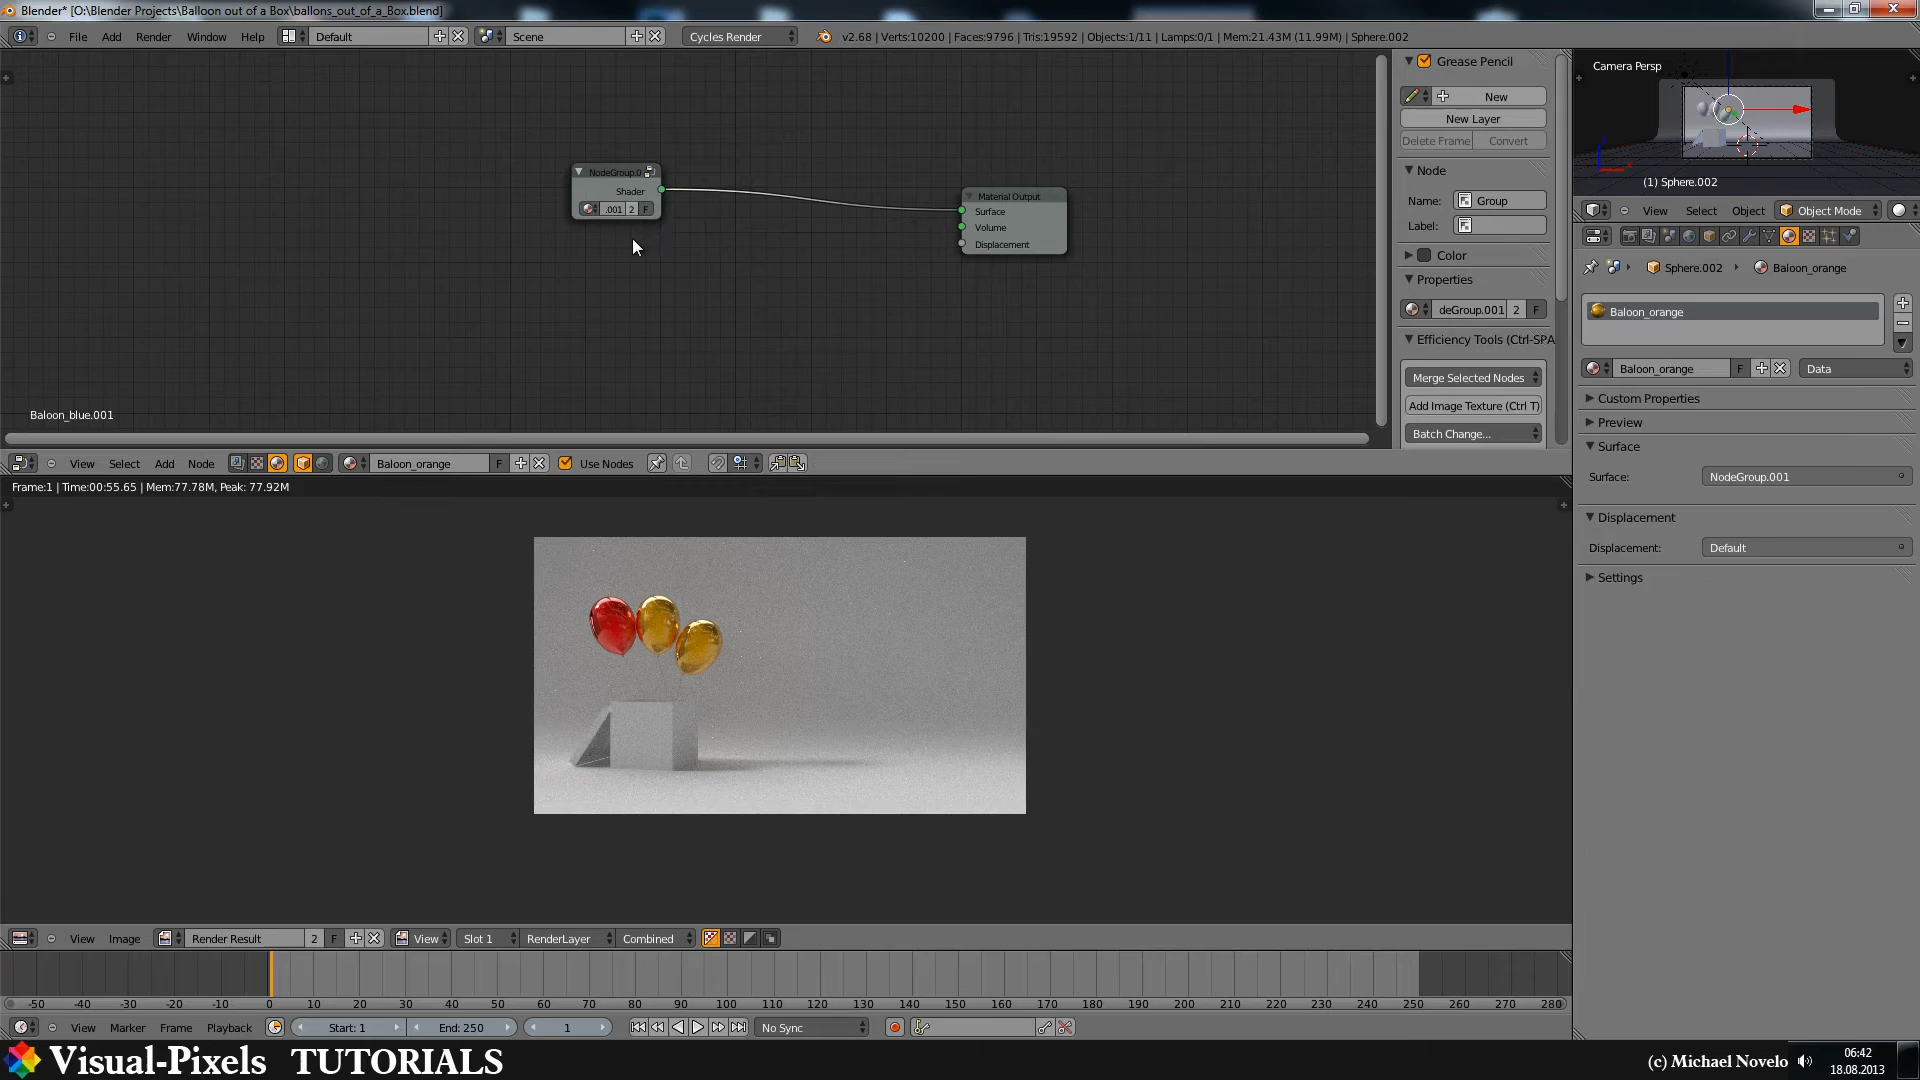 Blender* [O:\Blender Projects\Balloon out of a Box\ballons_out_of_a_Box.blend]
File Add Render Window Help Default Scene Cycles Render v2.68 | Verts:10200 | Faces:9796 | Tris:19592 | Objects:1/11 | Lamps:0/1 | Mem:21.43M (11.99M) | Sphere.002
Grease Pencil
New
New Layer
Delete Frame Convert
Node
Name: Group
Label:
Color
Properties
deGroup.001 2 F
Efficiency Tools (Ctrl-SPA
Merge Selected Nodes
Add Image Texture (Ctrl T)
Batch Change...
NodeGroup.0
Shader
.001 2 F
Material Output
Surface
Volume
Displacement
Baloon_blue.001
View Select Add Node Baloon_orange F Use Nodes
Camera Persp
(1) Sphere.002
View Select Object Object Mode
Sphere.002 Baloon_orange
Baloon_orange
Baloon_orange F Data
Custom Properties
Preview
Surface
Surface: NodeGroup.001
Displacement
Displacement: Default
Settings
Frame:1 | Time:00:55.65 | Mem:77.78M, Peak: 77.92M
View Image Render Result 2 F View Slot 1 RenderLayer Combined
-50 -40 -30 -20 -10 0 10 20 30 40 50 60 70 80 90 100 110 120 130 140 150 160 170 180 190 200 210 220 230 240 250 260 270 280
View Marker Frame Playback Start: 1 End: 250 1 No Sync
Visual-Pixels TUTORIALS
(c) Michael Novelo
06:42
18.08.2013